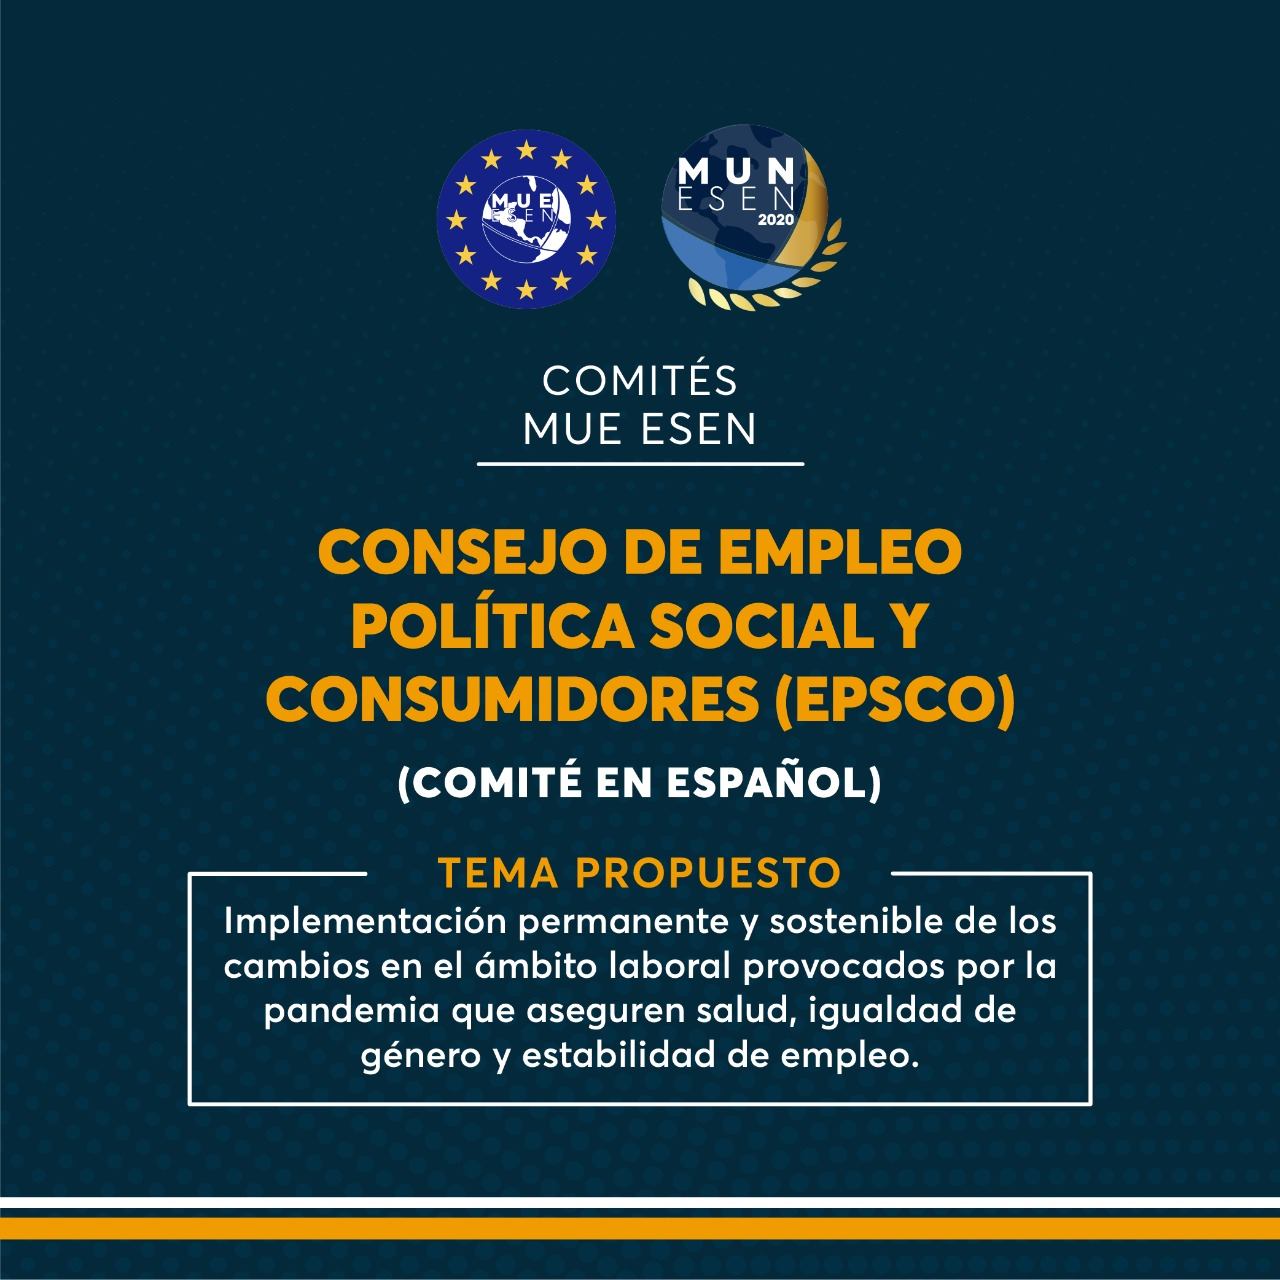 MUE
ESEN
MUN
ESEN
2020
COMITÉS
MUE ESEN
CONSEJO DE EMPLEO
POLÍTICA SOCIAL Y
CONSUMIDORES (EPSCO)
(COMITÉ EN ESPAÑOL)
TEMA PROPUESTO
Implementación permanente y sostenible de los
cambios en el ámbito laboral provocados por la
pandemia que aseguren salud, igualdad de
género y estabilidad de empleo.